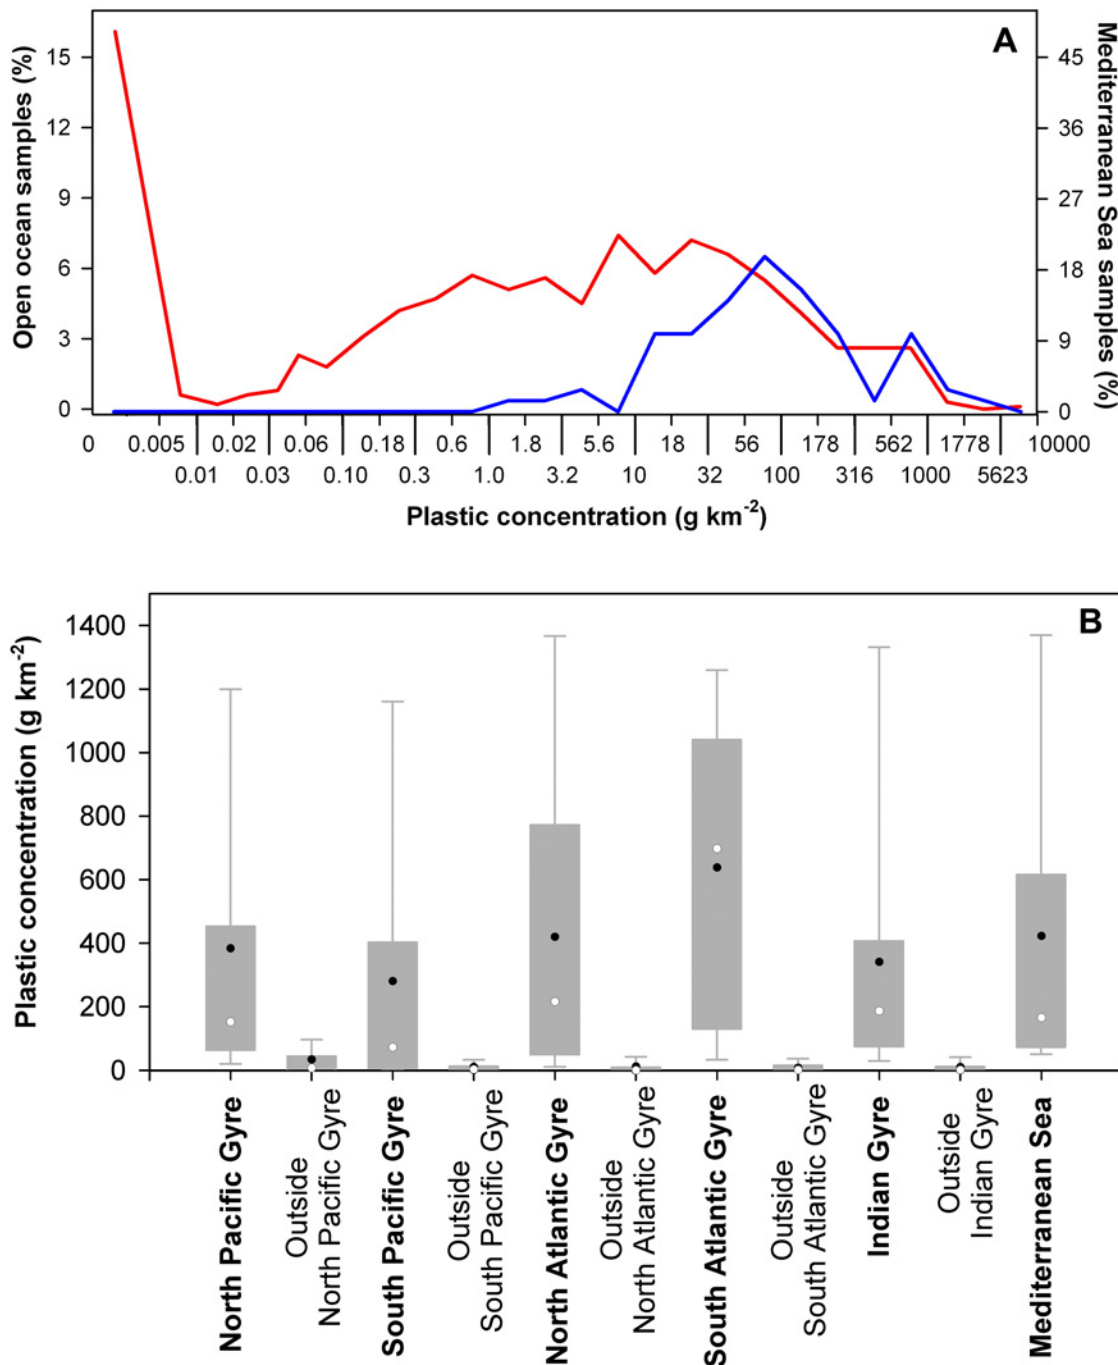 A
Open ocean samples (%)
15
12
9
6
3
0
Mediterranean Sea samples (%)
45
36
27
18
9
0
0 0.005 0.02 0.06 0.18 0.6 1.8 5.6 18 56 178 562 1778 10000
0.01 0.03 0.10 0.3 1.0 3.2 10 32 100 316 1000 5623
Plastic concentration (g km-2)
B
Plastic concentration (g km-2)
1400
1200
1000
800
600
400
200
0
North Pacific Gyre
Outside
North Pacific Gyre
South Pacific Gyre
Outside
South Pacific Gyre
North Atlantic Gyre
Outside
North Atlantic Gyre
South Atlantic Gyre
Outside
South Atlantic Gyre
Indian Gyre
Outside
Indian Gyre
Mediterranean Sea